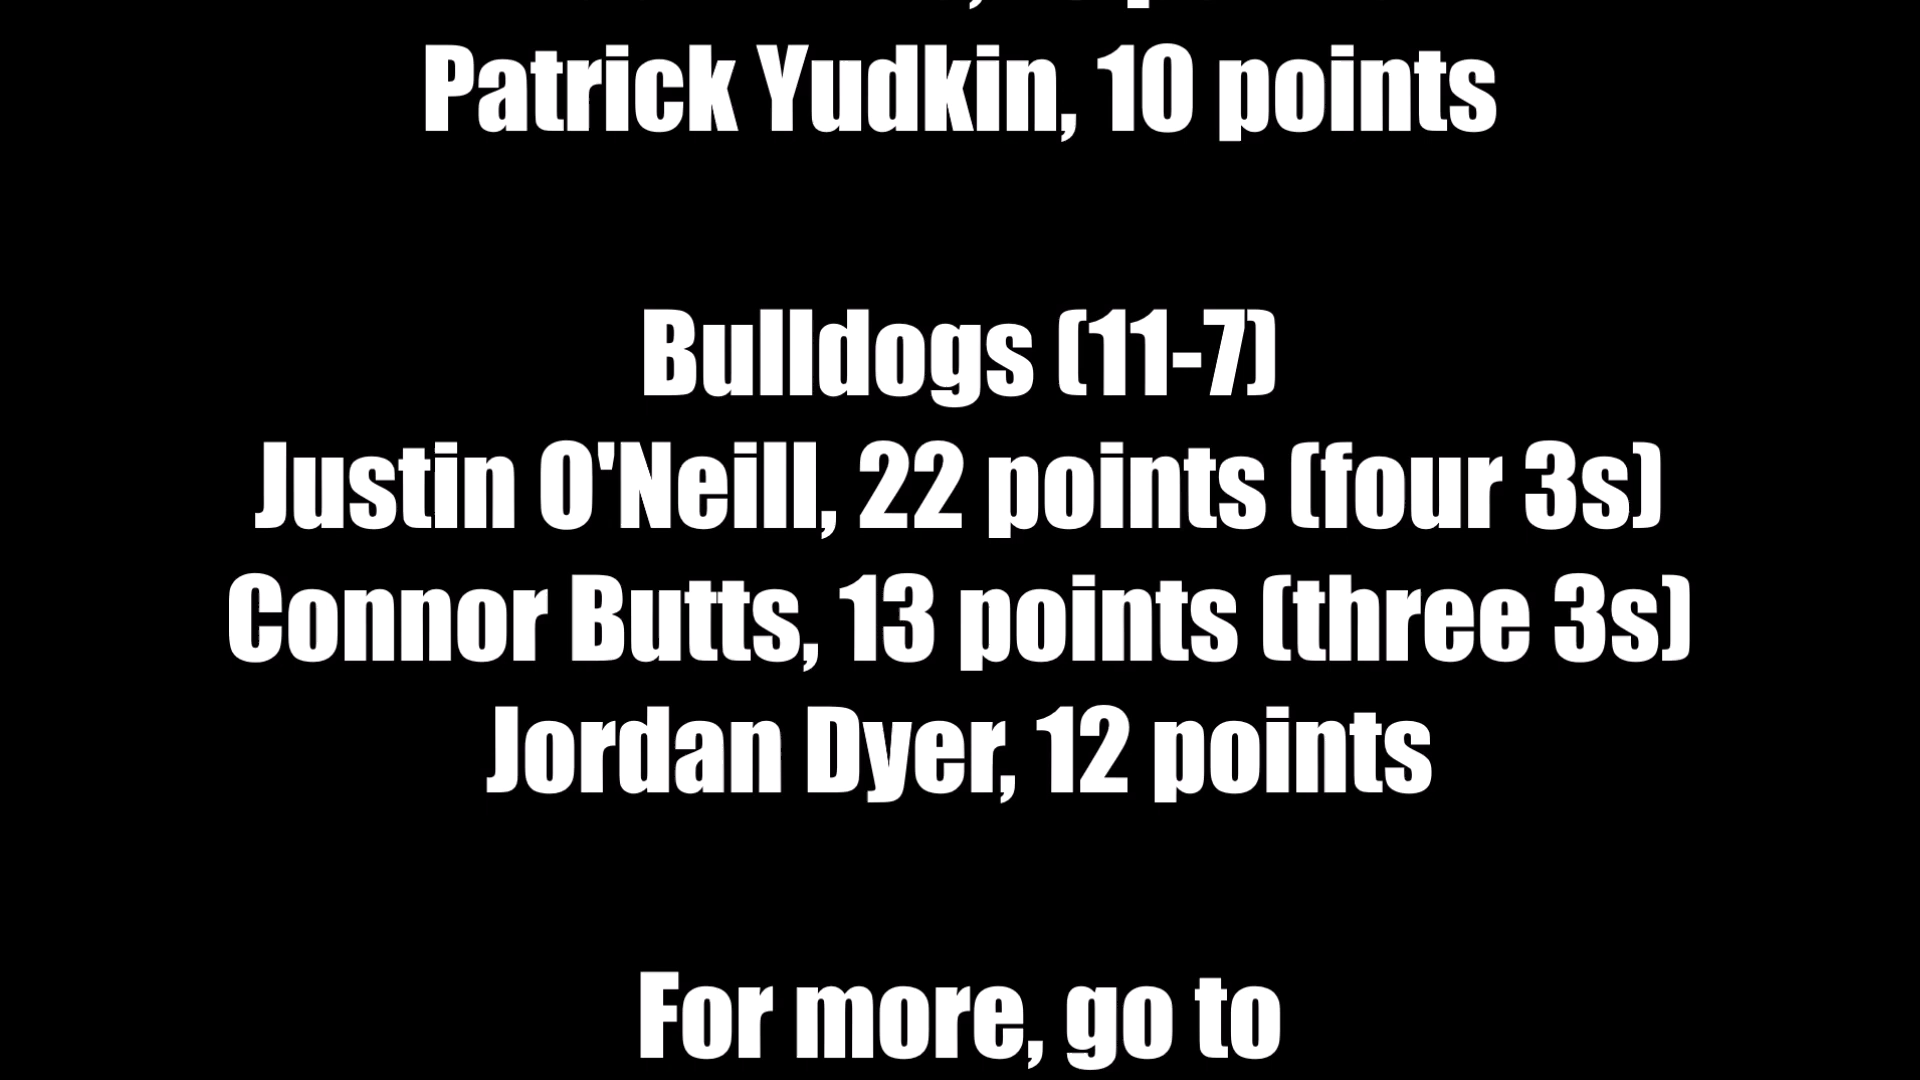 Patrick Yudkin, 10 points
Bulldogs (11-7)
Justin O'Neill, 22 points (four 3s)
Connor Butts, 13 points (three 3s)
Jordan Dyer, 12 points
For more, go to